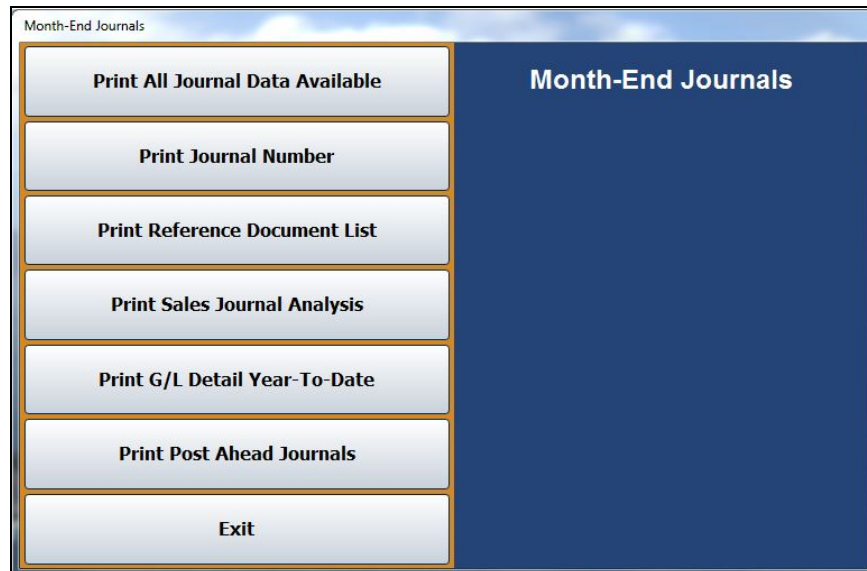 Month-End Journals
Print All Journal Data Available
Month-End Journals
Print Journal Number
Print Reference Document List
Print Sales Journal Analysis
Print G/L Detail Year-To-Date
Print Post Ahead Journals
Exit